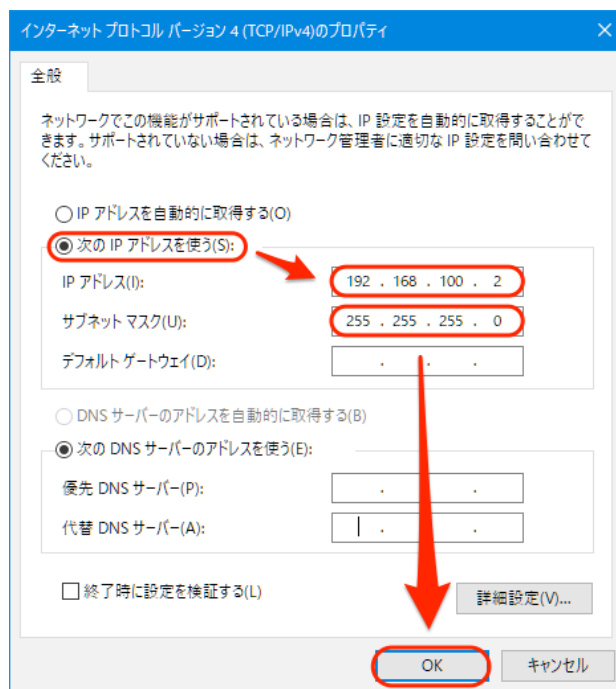 インターネット プロトコル バージョン 4 (TCP/IPv4)のプロパティ
全般
ネットワークでこの機能がサポートされている場合は、IP 設定を自動的に取得することがで
きます。サポートされていない場合は、ネットワーク管理者に適切な IP 設定を問い合わせて
ください。
IP アドレスを自動的に取得する(O)
次の IP アドレスを使う(S):
IP アドレス(I): 192 . 168 . 100 . 2
サブネット マスク(U): 255 . 255 . 255 . 0
デフォルト ゲートウェイ(D): . . .
DNS サーバーのアドレスを自動的に取得する(B)
次の DNS サーバーのアドレスを使う(E):
優先 DNS サーバー(P): . .
代替 DNS サーバー(A): . .
終了時に設定を検証する(L)
詳細設定(V)...
OK キャンセル